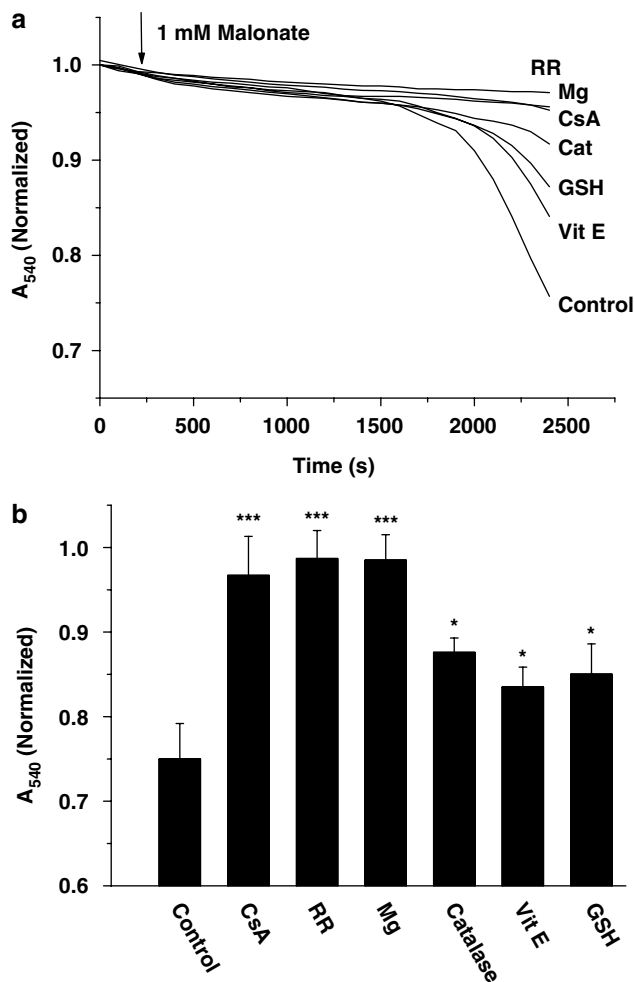 a
1 mM Malonate
RR
Mg
CsA
Cat
GSH
Vit E
Control
1.0
0.9
0.8
0.7
A540 (Normalized)
0 500 1000 1500 2000 2500
Time (s)
b
1.0
0.9
0.8
0.7
0.6
A540 (Normalized)
*** *** *** * * *
Control CsA RR Mg Catalase Vit E GSH